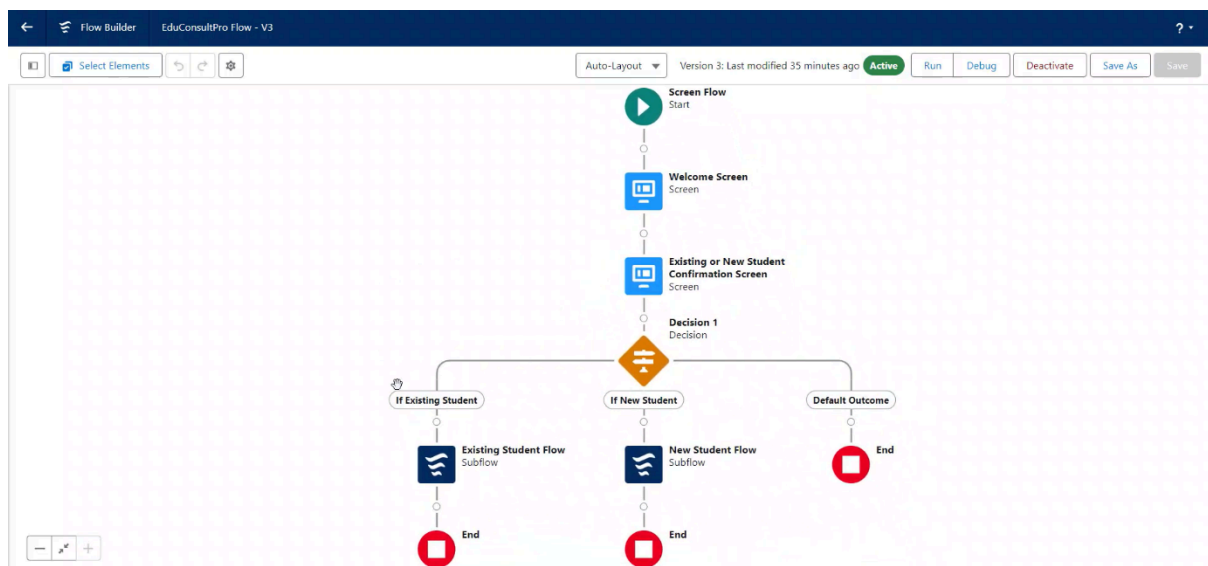 Flow Builder EduConsultPro Flow - V3 ?
Select Elements Auto-Layout Version 3: Last modified 35 minutes ago Active Run Debug Deactivate Save As Save
Screen Flow
Start
Welcome Screen
Screen
Existing or New Student
Confirmation Screen
Screen
Decision 1
Decision
If Existing Student If New Student Default Outcome
Existing Student Flow New Student Flow End
Subflow Subflow
End End